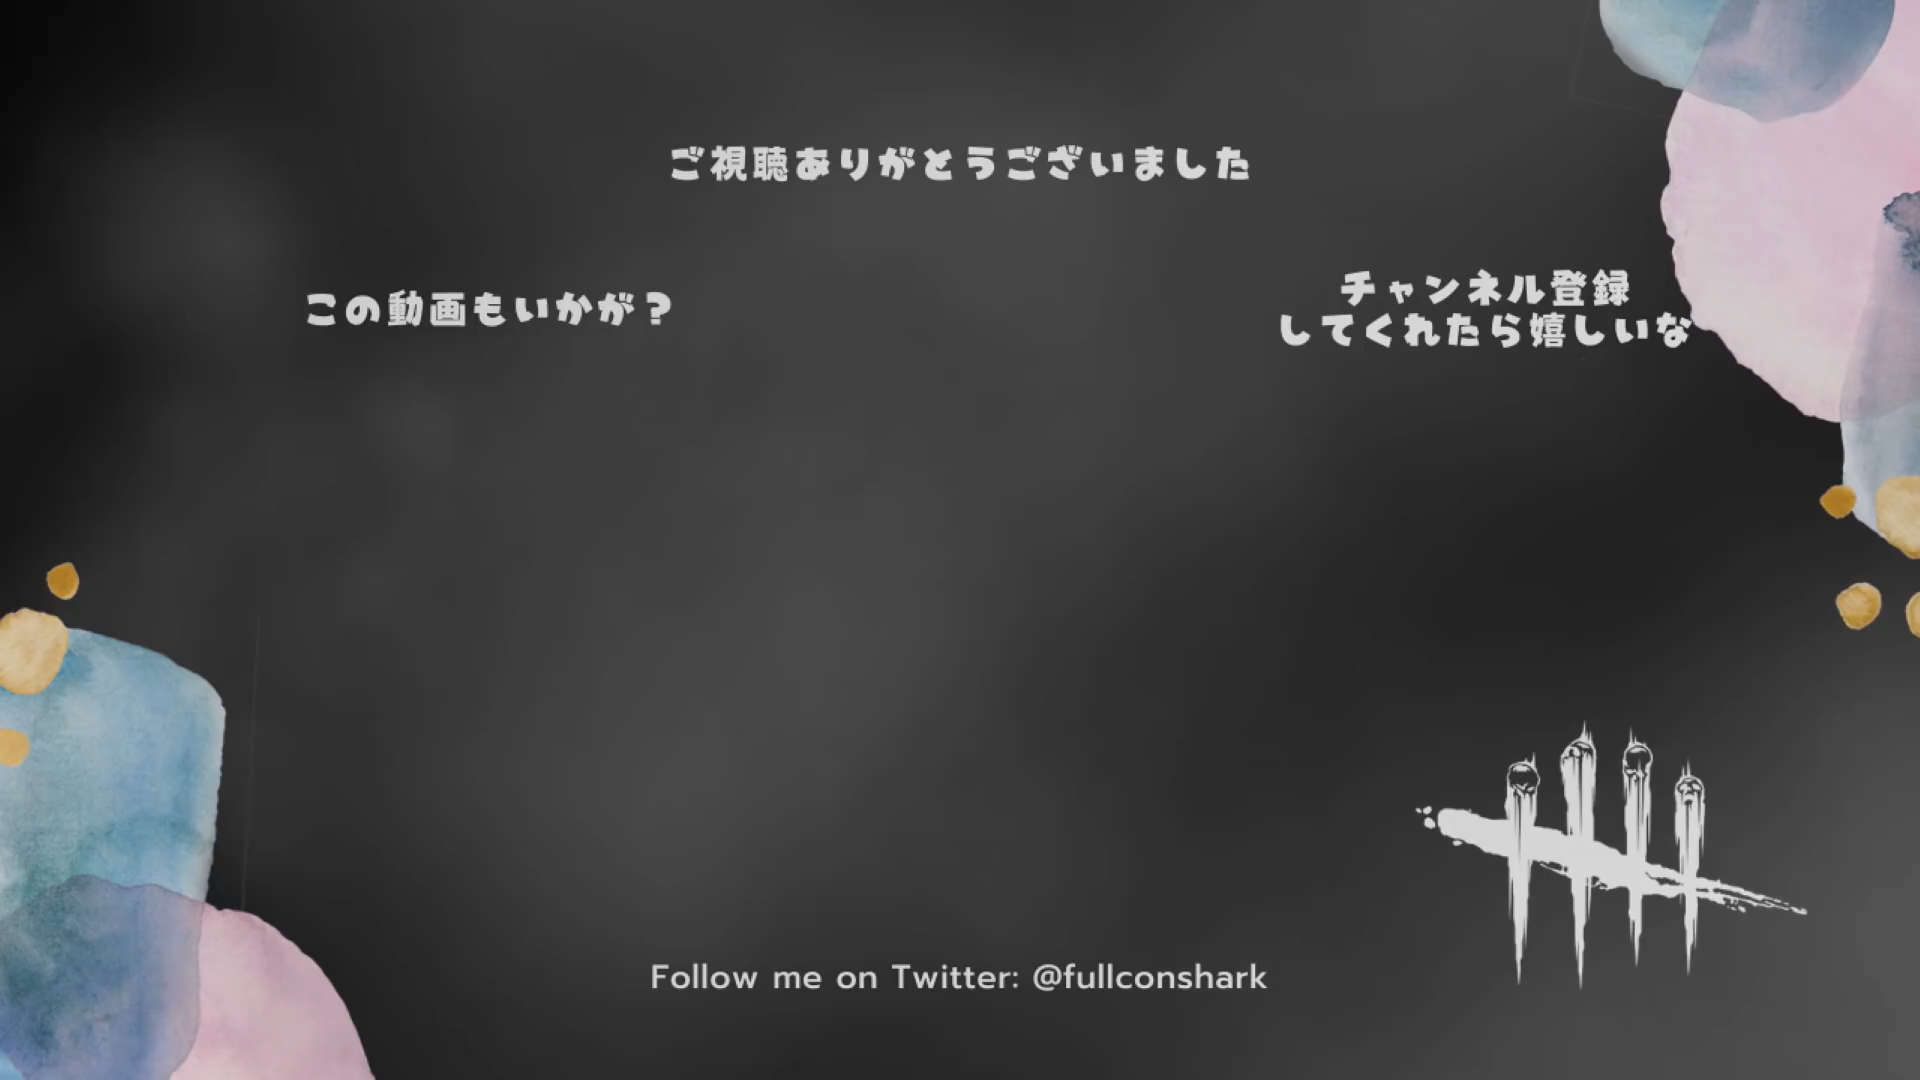 ご視聴ありがとうございました
この動画もいかが？
チャンネル登録
してくれたら嬉しいな
Follow me on Twitter: @fullconshark